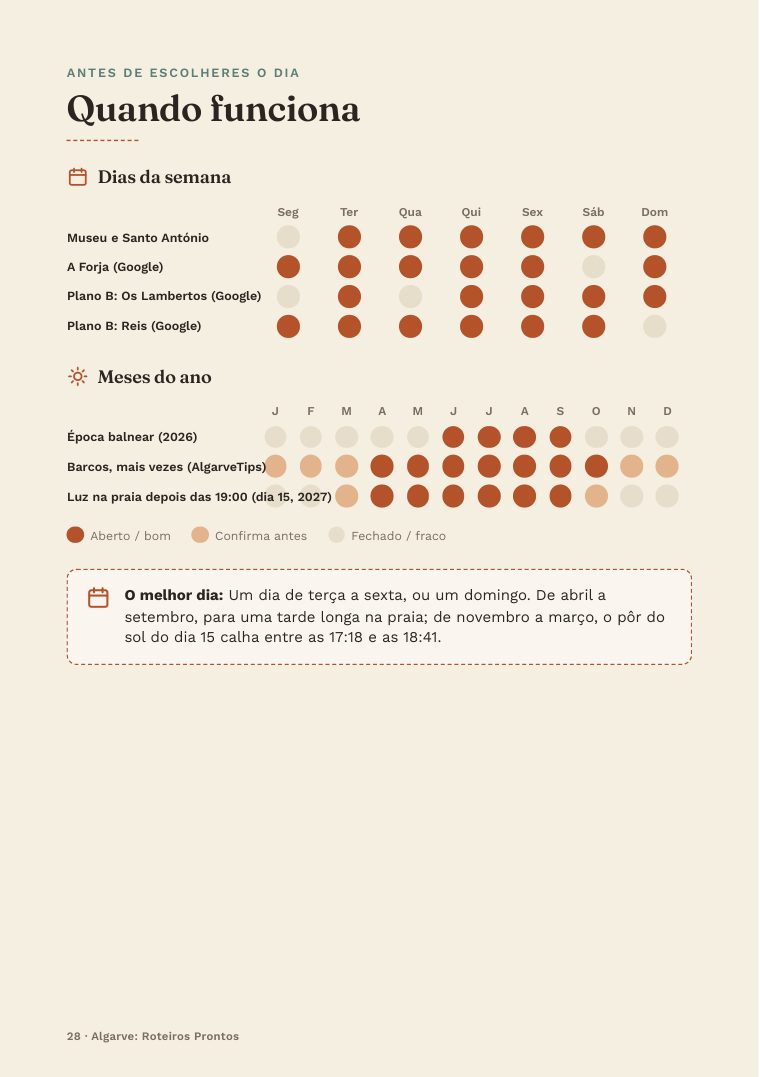 ANTES DE ESCOLHERES O DIA
Quando funciona
Dias da semana
Seg Ter Qua Qui Sex Sáb Dom
Museu e Santo António
A Forja (Google)
Plano B: Os Lambertos (Google)
Plano B: Reis (Google)
Meses do ano
J F M A M J J A S O N D
Época balnear (2026)
Barcos, mais vezes (AlgarveTips)
Luz na praia depois das 19:00 (dia 15, 2027)
Aberto / bom Confirma antes Fechado / fraco
O melhor dia: Um dia de terça a sexta, ou um domingo. De abril a
setembro, para uma tarde longa na praia; de novembro a março, o pôr do
sol do dia 15 calha entre as 17:18 e as 18:41.
28 · Algarve: Roteiros Prontos